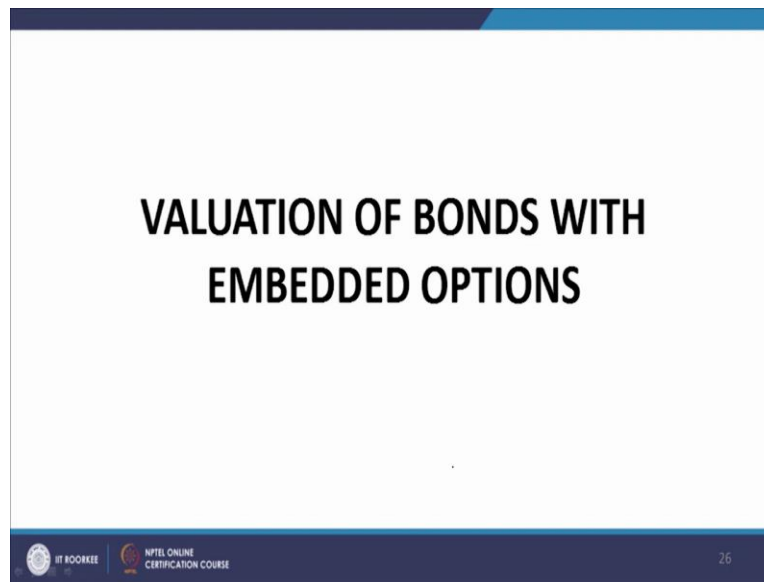 VALUATION OF BONDS WITH
EMBEDDED OPTIONS
IIT ROORKEE
NPTEL ONLINE
CERTIFICATION COURSE
26